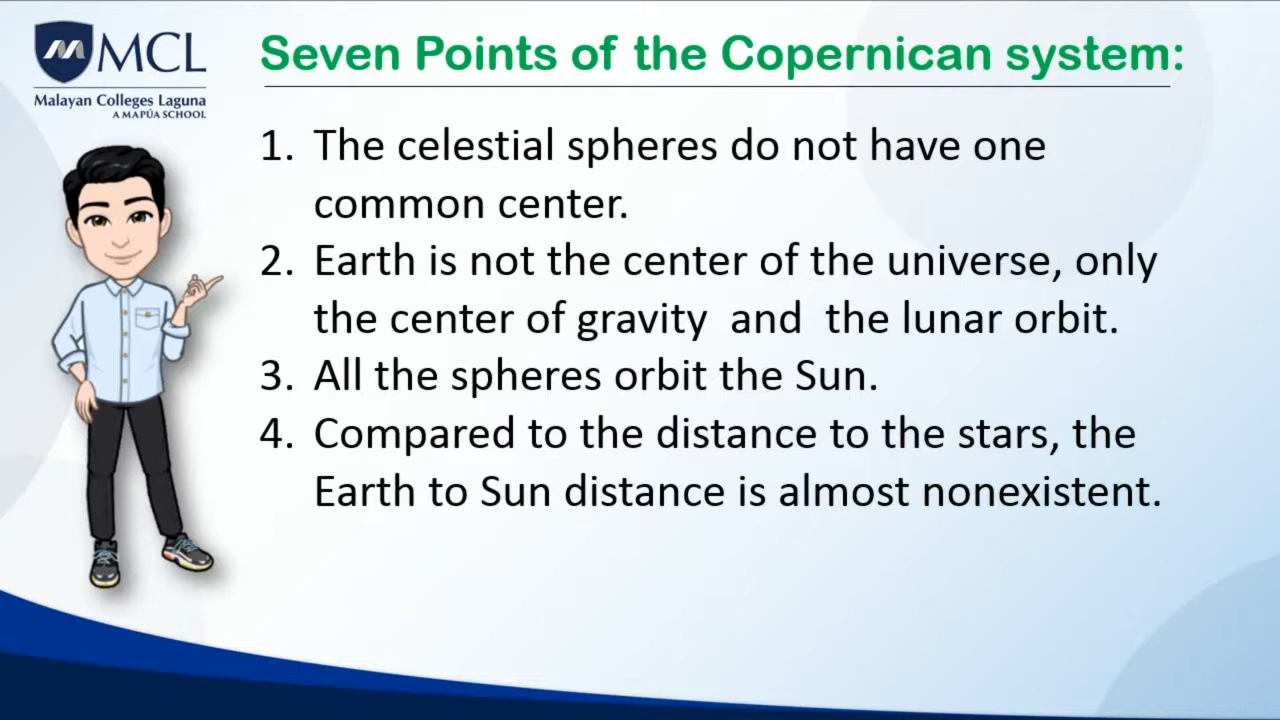 MCL
Malayan Colleges Laguna
A MAPÚA SCHOOL
Seven Points of the Copernican system:
1. The celestial spheres do not have one
common center.
2. Earth is not the center of the universe, only
the center of gravity and the lunar orbit.
3. All the spheres orbit the Sun.
4. Compared to the distance to the stars, the
Earth to Sun distance is almost nonexistent.